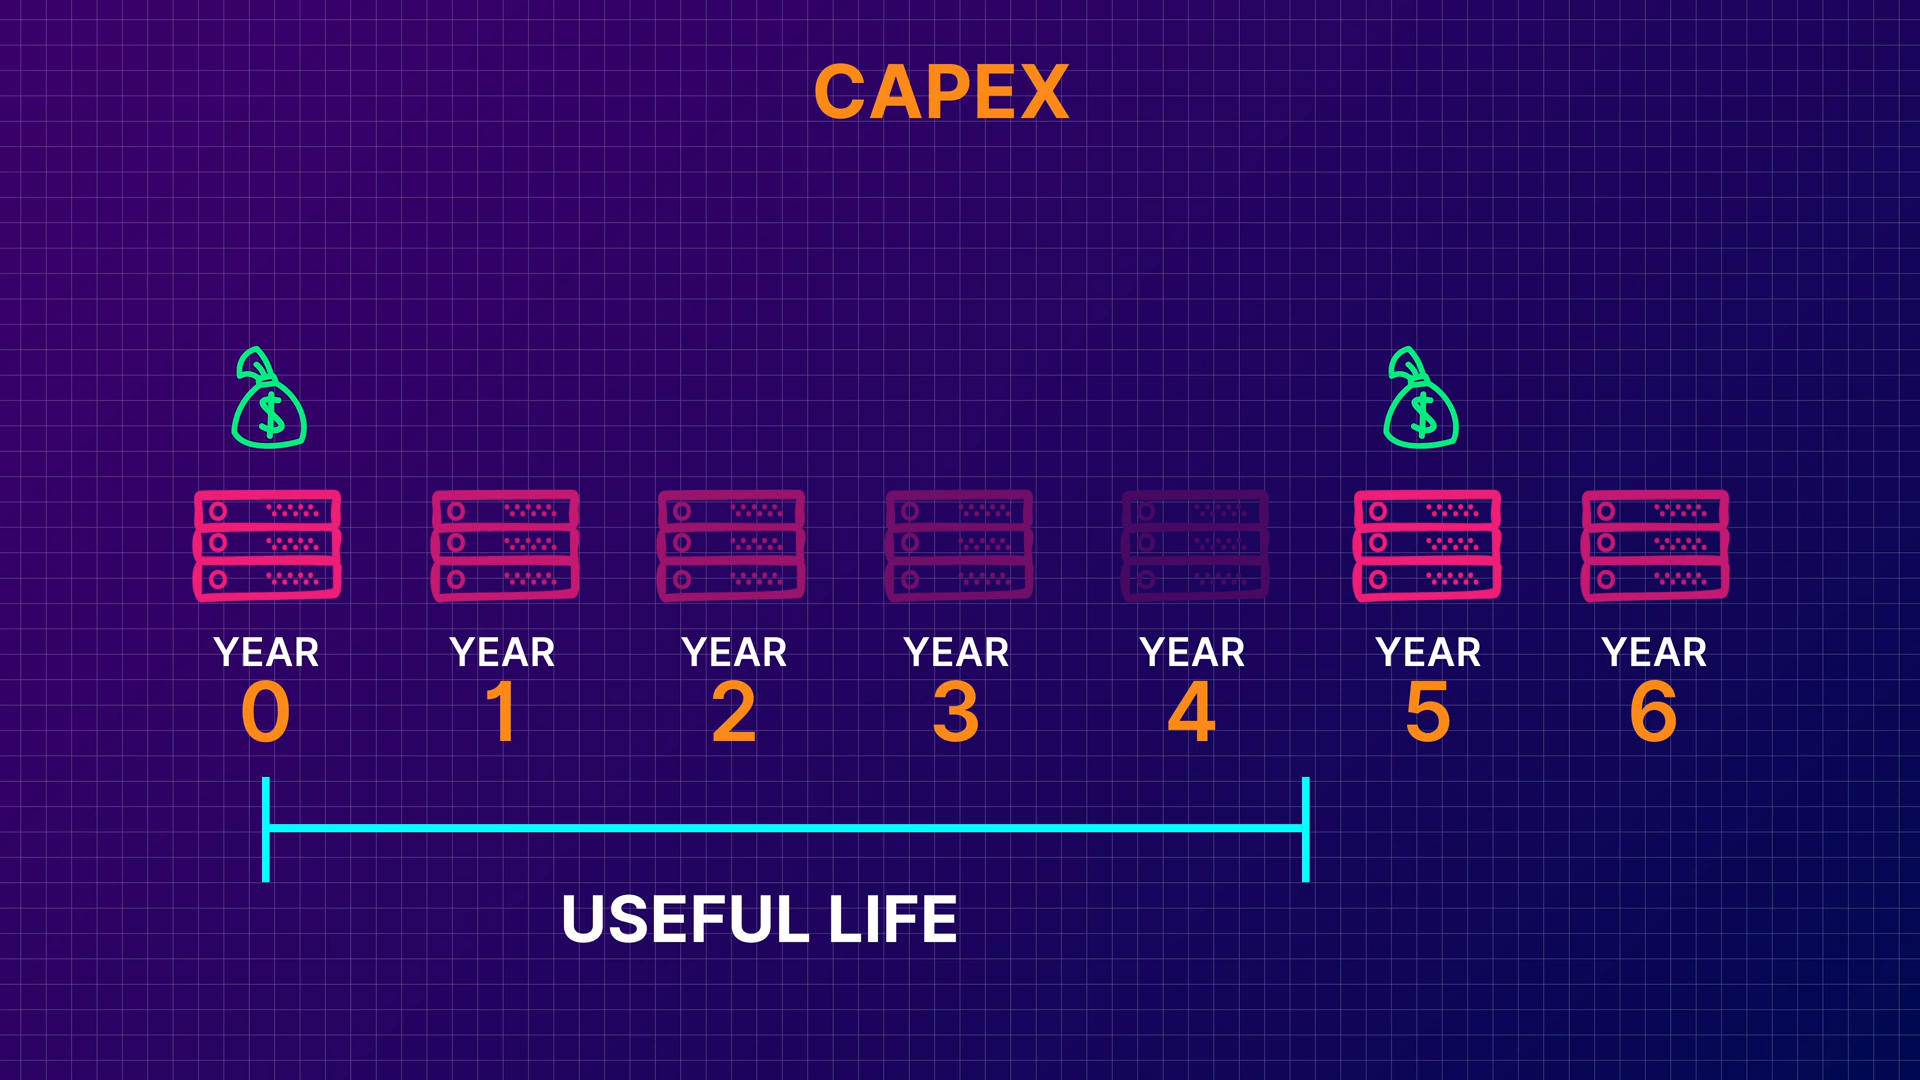 CAPEX
$ $
YEAR YEAR YEAR YEAR YEAR YEAR YEAR
0 1 2 3 4 5 6
USEFUL LIFE